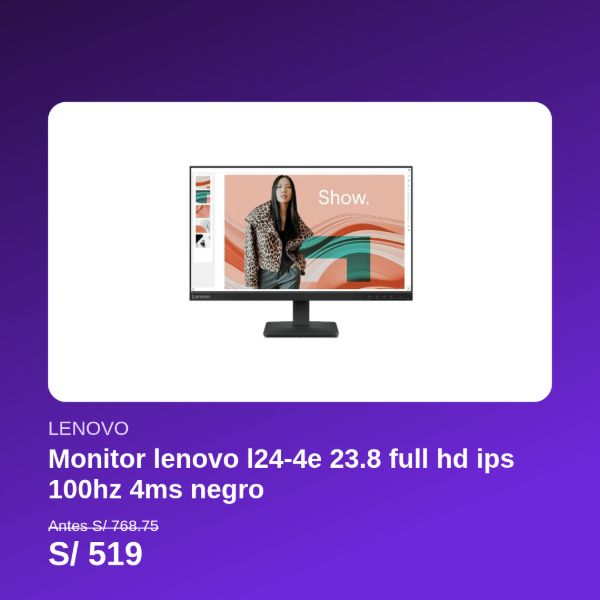 Show.
Lenovo
LENOVO
Monitor lenovo l24-4e 23.8 full hd ips
100hz 4ms negro
Antes S/ 768.75
S/ 519